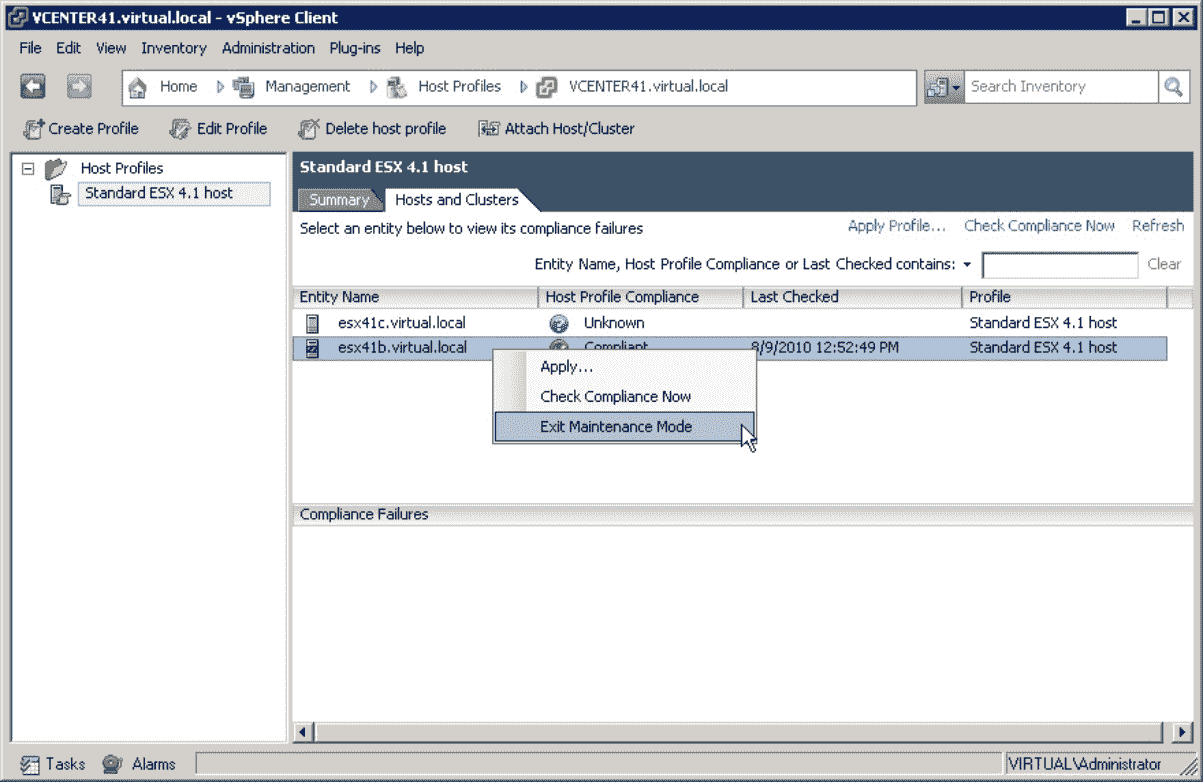 VCENTER41.virtual.local - vSphere Client
File Edit View Inventory Administration Plug-ins Help
Home Management Host Profiles VCENTER41.virtual.local Search Inventory
Create Profile Edit Profile Delete host profile Attach Host/Cluster
Host Profiles
Standard ESX 4.1 host
Standard ESX 4.1 host
Summary Hosts and Clusters
Select an entity below to view its compliance failures Apply Profile... Check Compliance Now Refresh
Entity Name, Host Profile Compliance or Last Checked contains: Clear
Entity Name Host Profile Compliance Last Checked Profile
esx41c.virtual.local Unknown Standard ESX 4.1 host
esx41b.virtual.local Compliant 8/9/2010 12:52:49 PM Standard ESX 4.1 host
Apply...
Check Compliance Now
Exit Maintenance Mode
Compliance Failures
Tasks Alarms VIRTUAL\Administrator